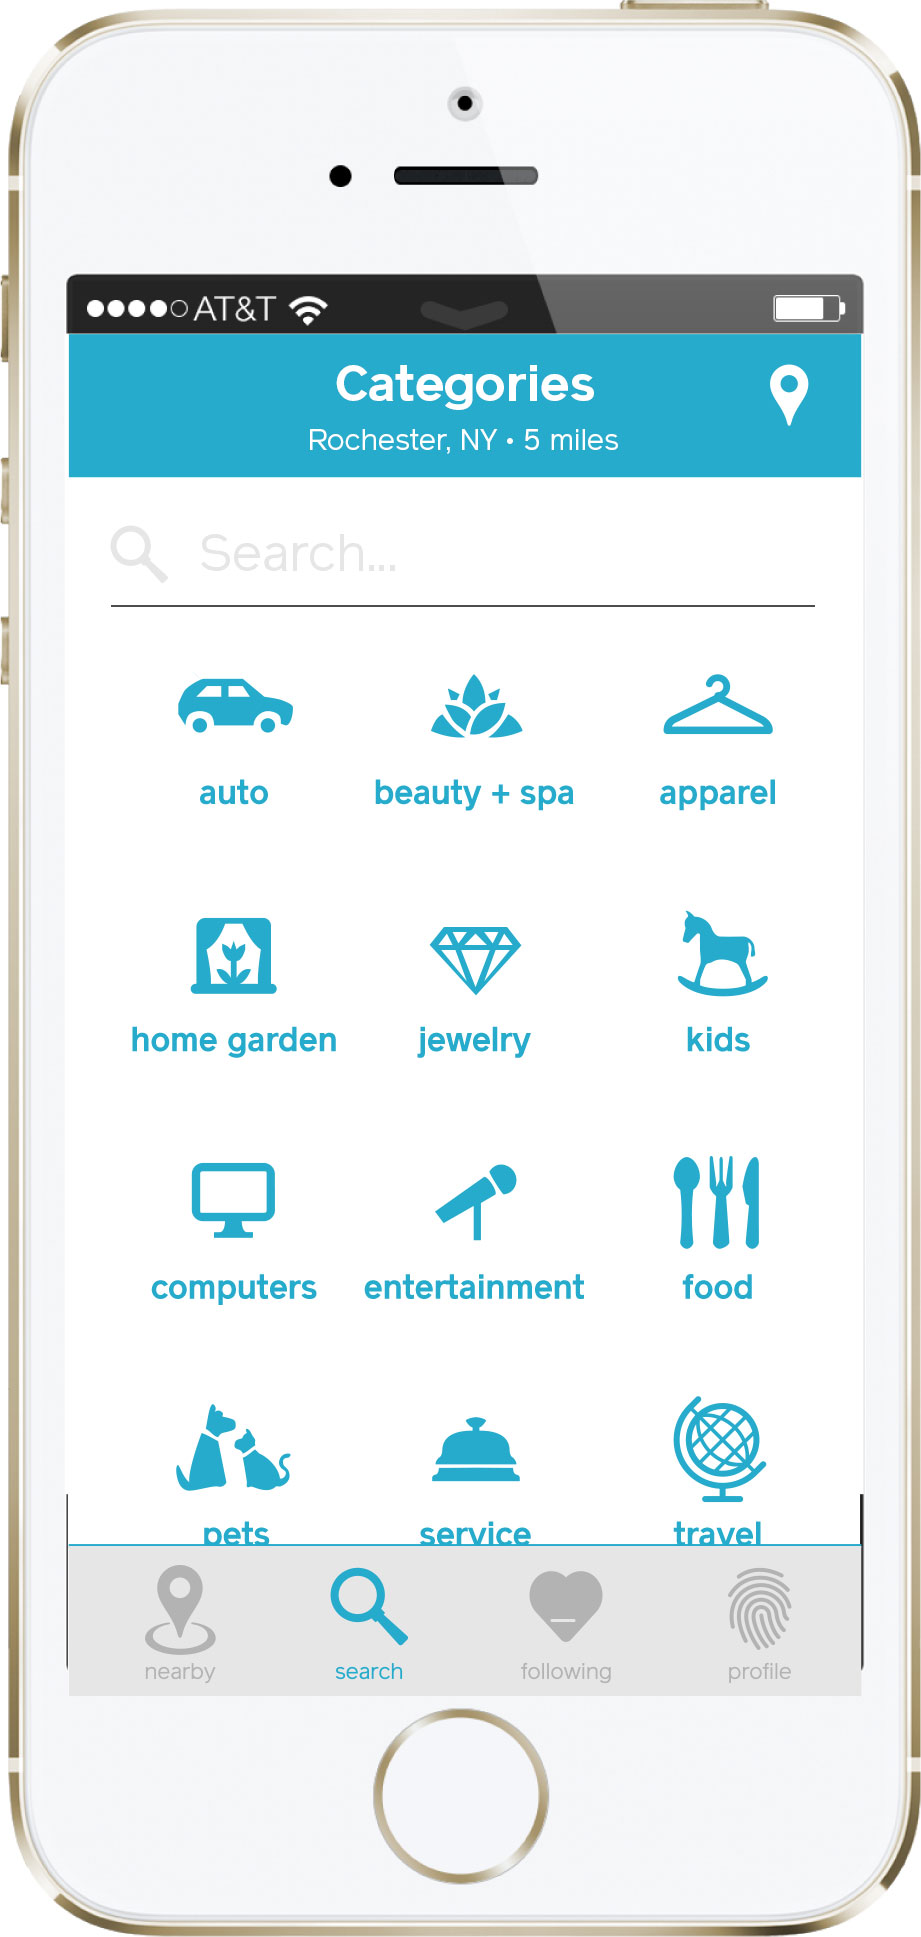 AT&T
Categories
Rochester, NY • 5 miles
Search...
auto
beauty + spa
apparel
home garden
jewelry
kids
computers
entertainment
food
pets
service
travel
nearby
search
following
profile